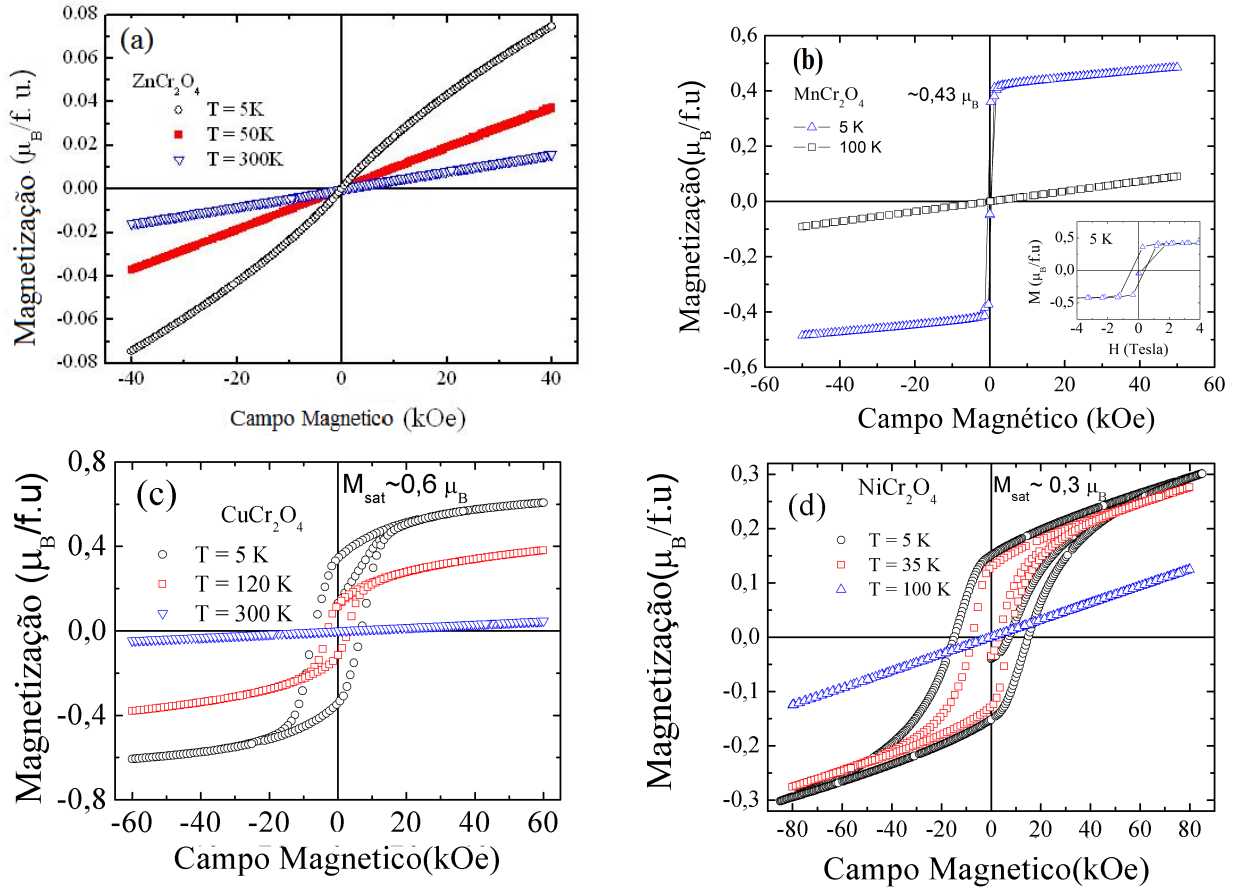 (a)
ZnCr2O4
T = 5K
T = 50K
T = 300K
0.08
0.06
0.04
0.02
0.00
-0.02
-0.04
-0.06
-0.08
-40 -20 0 20 40
Magnetização (μB/f. u.)
Campo Magnetico (kOe)
(b)
MnCr2O4
~0,43 μB
5 K
100 K
0,6
0,4
0,2
0,0
-0,2
-0,4
-0,6
-60 -40 -20 0 20 40 60
Magnetização(μB/f.u)
Campo Magnético (kOe)
5 K
0,5
0,0
-0,5
-4 -2 0 2 4
M (μB/f.u)
H (Tesla)
(c)
Msat~0,6 μB
CuCr2O4
T = 5 K
T = 120 K
T = 300 K
0,8
0,4
0,0
-0,4
-0,8
-60 -40 -20 0 20 40 60
Magnetização (μB/f.u)
Campo Magnetico(kOe)
(d)
NiCr2O4
Msat~ 0,3 μB
T = 5 K
T = 35 K
T = 100 K
0,3
0,2
0,1
0,0
-0,1
-0,2
-0,3
-80 -60 -40 -20 0 20 40 60 80
Magnetização(μB/f.u)
Campo Magnetico(kOe)